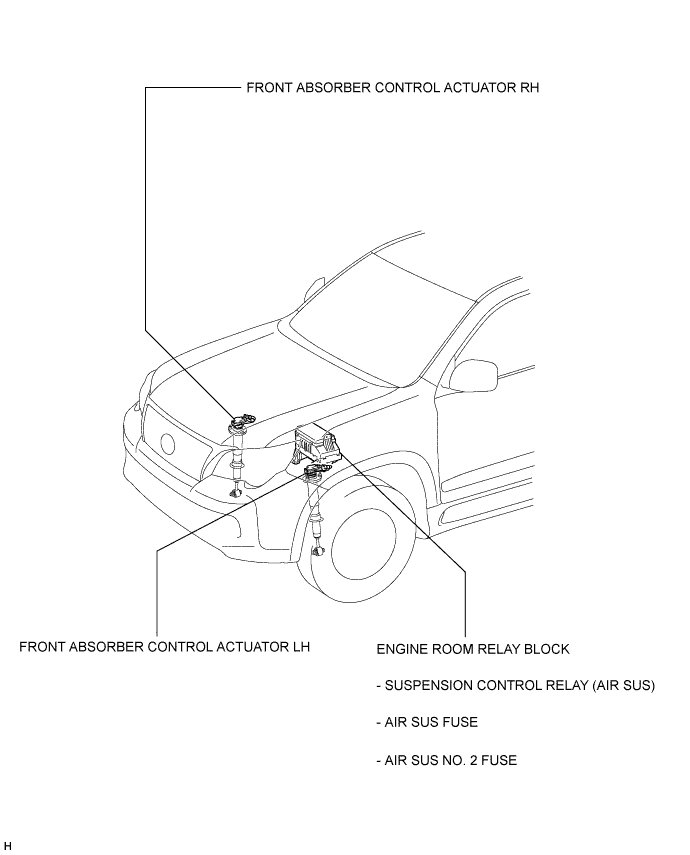 FRONT ABSORBER CONTROL ACTUATOR RH
FRONT ABSORBER CONTROL ACTUATOR LH
ENGINE ROOM RELAY BLOCK
- SUSPENSION CONTROL RELAY (AIR SUS)
- AIR SUS FUSE
- AIR SUS NO. 2 FUSE
H